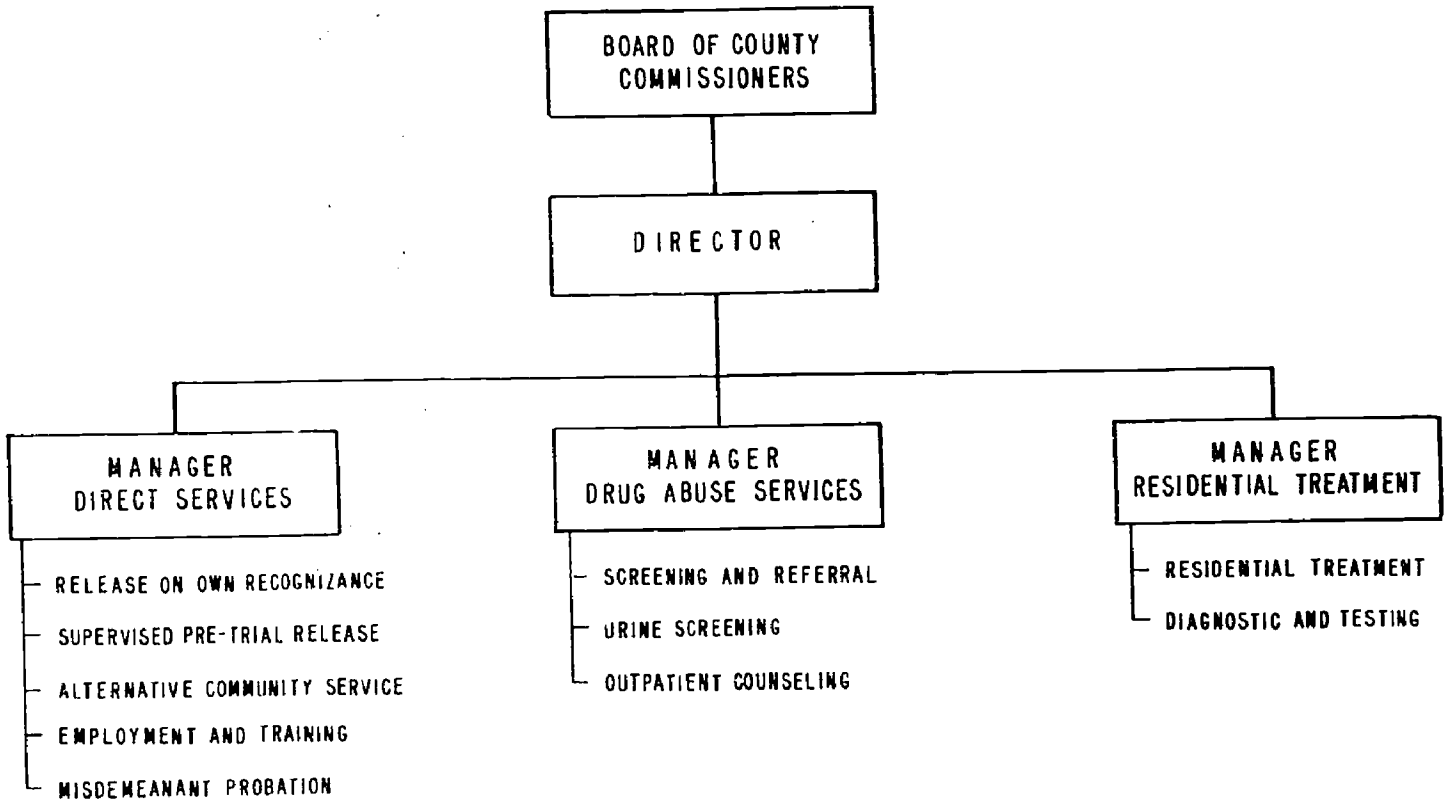 BOARD OF COUNTY
COMMISSIONERS
DIRECTOR
MANAGER
DIRECT SERVICES
RELEASE ON OWN RECOGNIZANCE
SUPERVISED PRE-TRIAL RELEASE
ALTERNATIVE COMMUNITY SERVICE
EMPLOYMENT AND TRAINING
MISDEMEANANT PROBATION
MANAGER
DRUG ABUSE SERVICES
SCREENING AND REFERRAL
URINE SCREENING
OUTPATIENT COUNSELING
MANAGER
RESIDENTIAL TREATMENT
RESIDENTIAL TREATMENT
DIAGNOSTIC AND TESTING